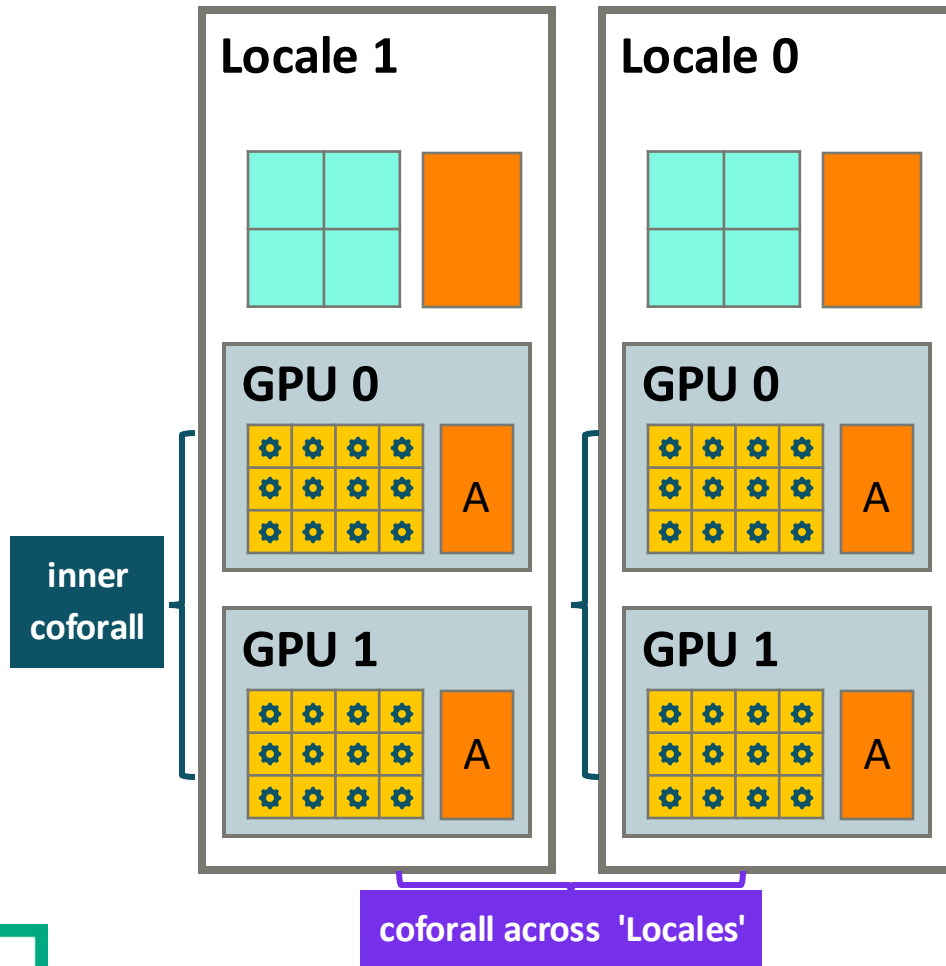 Locale 1
Locale 0
GPU 0
A
GPU 0
A
inner
coforall
GPU 1
A
GPU 1
A
coforall across 'Locales'